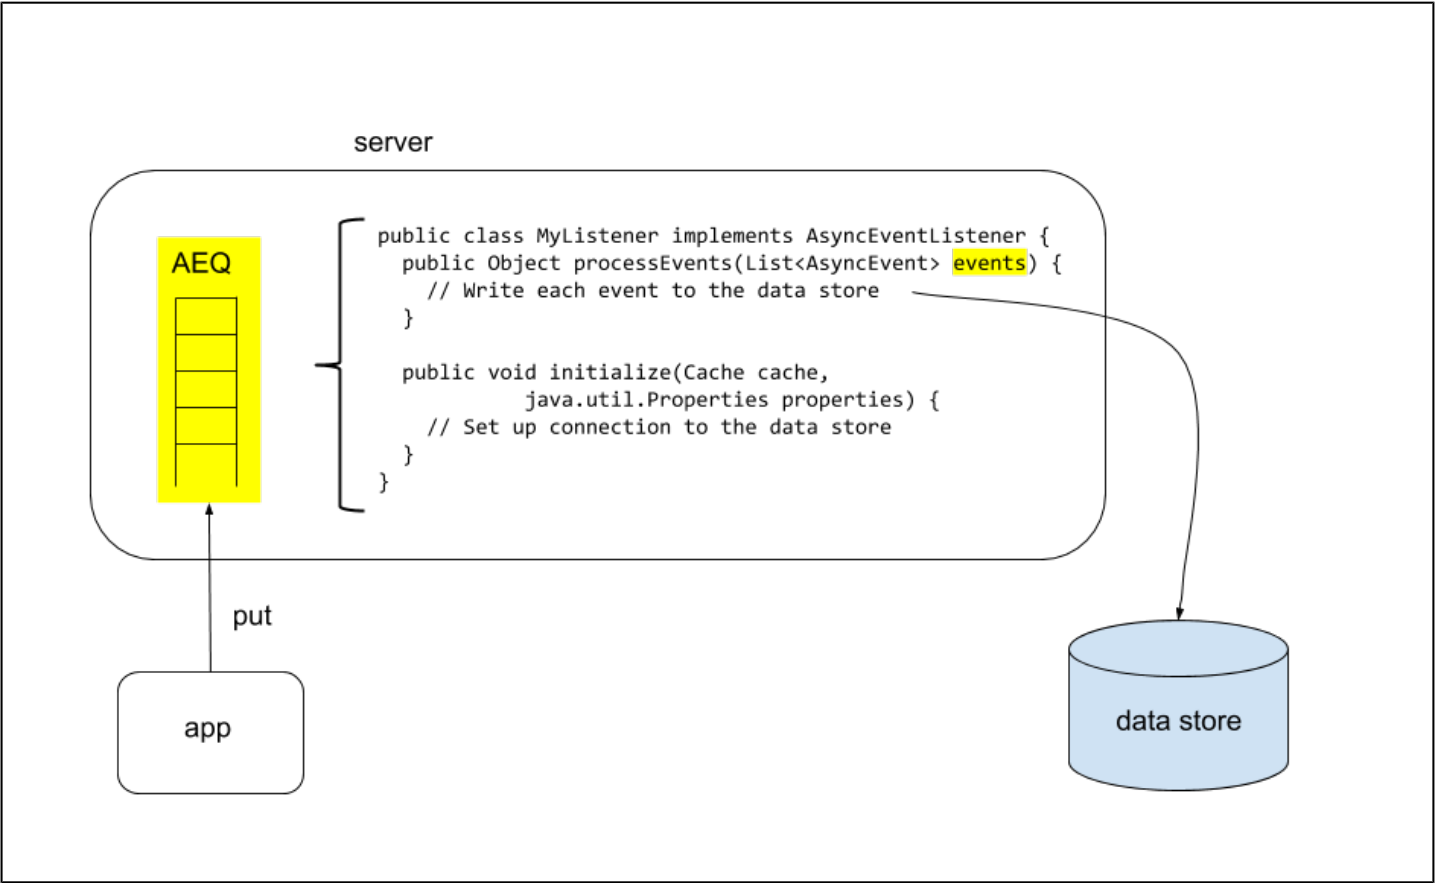 server
AEQ
public class MyListener implements AsyncEventListener {
public Object processEvents(List<AsyncEvent> events) {
// Write each event to the data store
}
public void initialize(Cache cache,
java.util.Properties properties) {
// Set up connection to the data store
}
}
put
app
data store